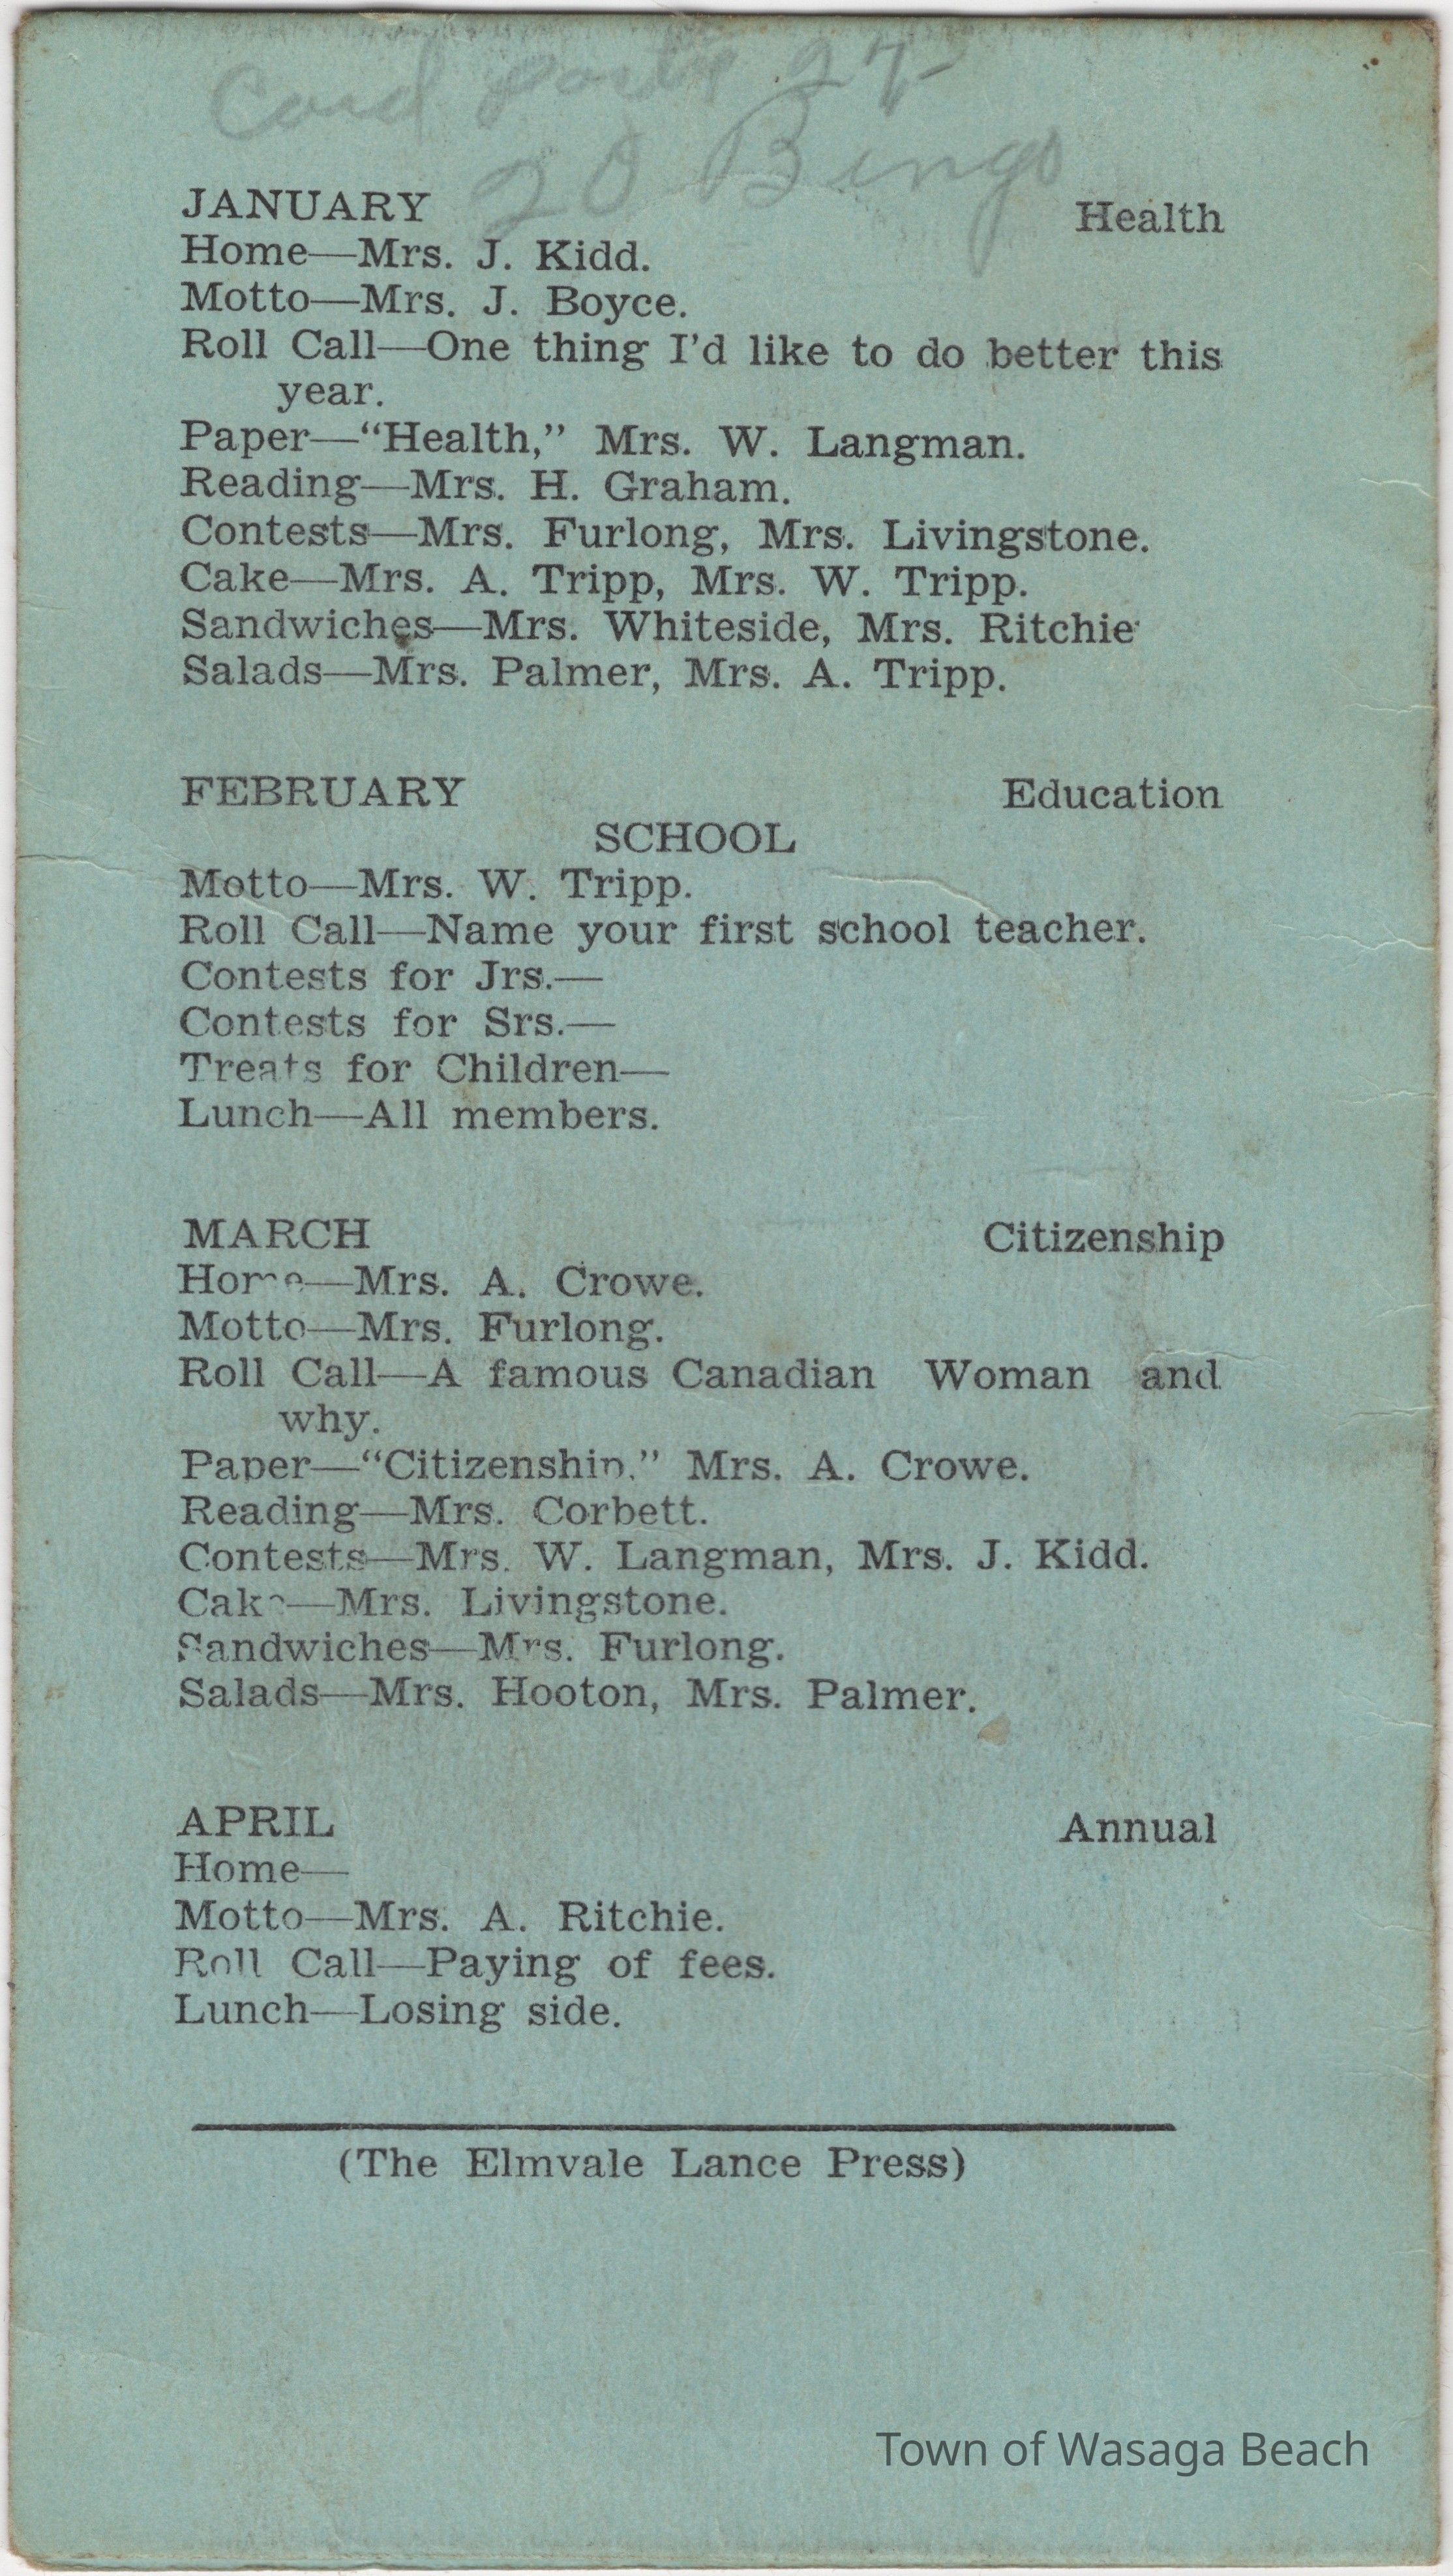 Card party 27
20 Bingo
JANUARY Health
Home—Mrs. J. Kidd.
Motto—Mrs. J. Boyce.
Roll Call—One thing I'd like to do better this
year.
Paper—“Health,” Mrs. W. Langman.
Reading—Mrs. H. Graham.
Contests—Mrs. Furlong, Mrs. Livingstone.
Cake—Mrs. A. Tripp, Mrs. W. Tripp.
Sandwiches—Mrs. Whiteside, Mrs. Ritchie
Salads—Mrs. Palmer, Mrs. A. Tripp.
FEBRUARY Education
SCHOOL
Motto—Mrs. W. Tripp.
Roll Call—Name your first school teacher.
Contests for Jrs.—
Contests for Srs.—
Treats for Children—
Lunch—All members.
MARCH Citizenship
Home—Mrs. A. Crowe.
Motto—Mrs. Furlong.
Roll Call—A famous Canadian Woman and
why.
Paper—“Citizenship,” Mrs. A. Crowe.
Reading—Mrs. Corbett.
Contests—Mrs. W. Langman, Mrs. J. Kidd.
Cake—Mrs. Livingstone.
Sandwiches—Mrs. Furlong.
Salads—Mrs. Hooton, Mrs. Palmer.
APRIL Annual
Home—
Motto—Mrs. A. Ritchie.
Roll Call—Paying of fees.
Lunch—Losing side.
(The Elmvale Lance Press)
Town of Wasaga Beach